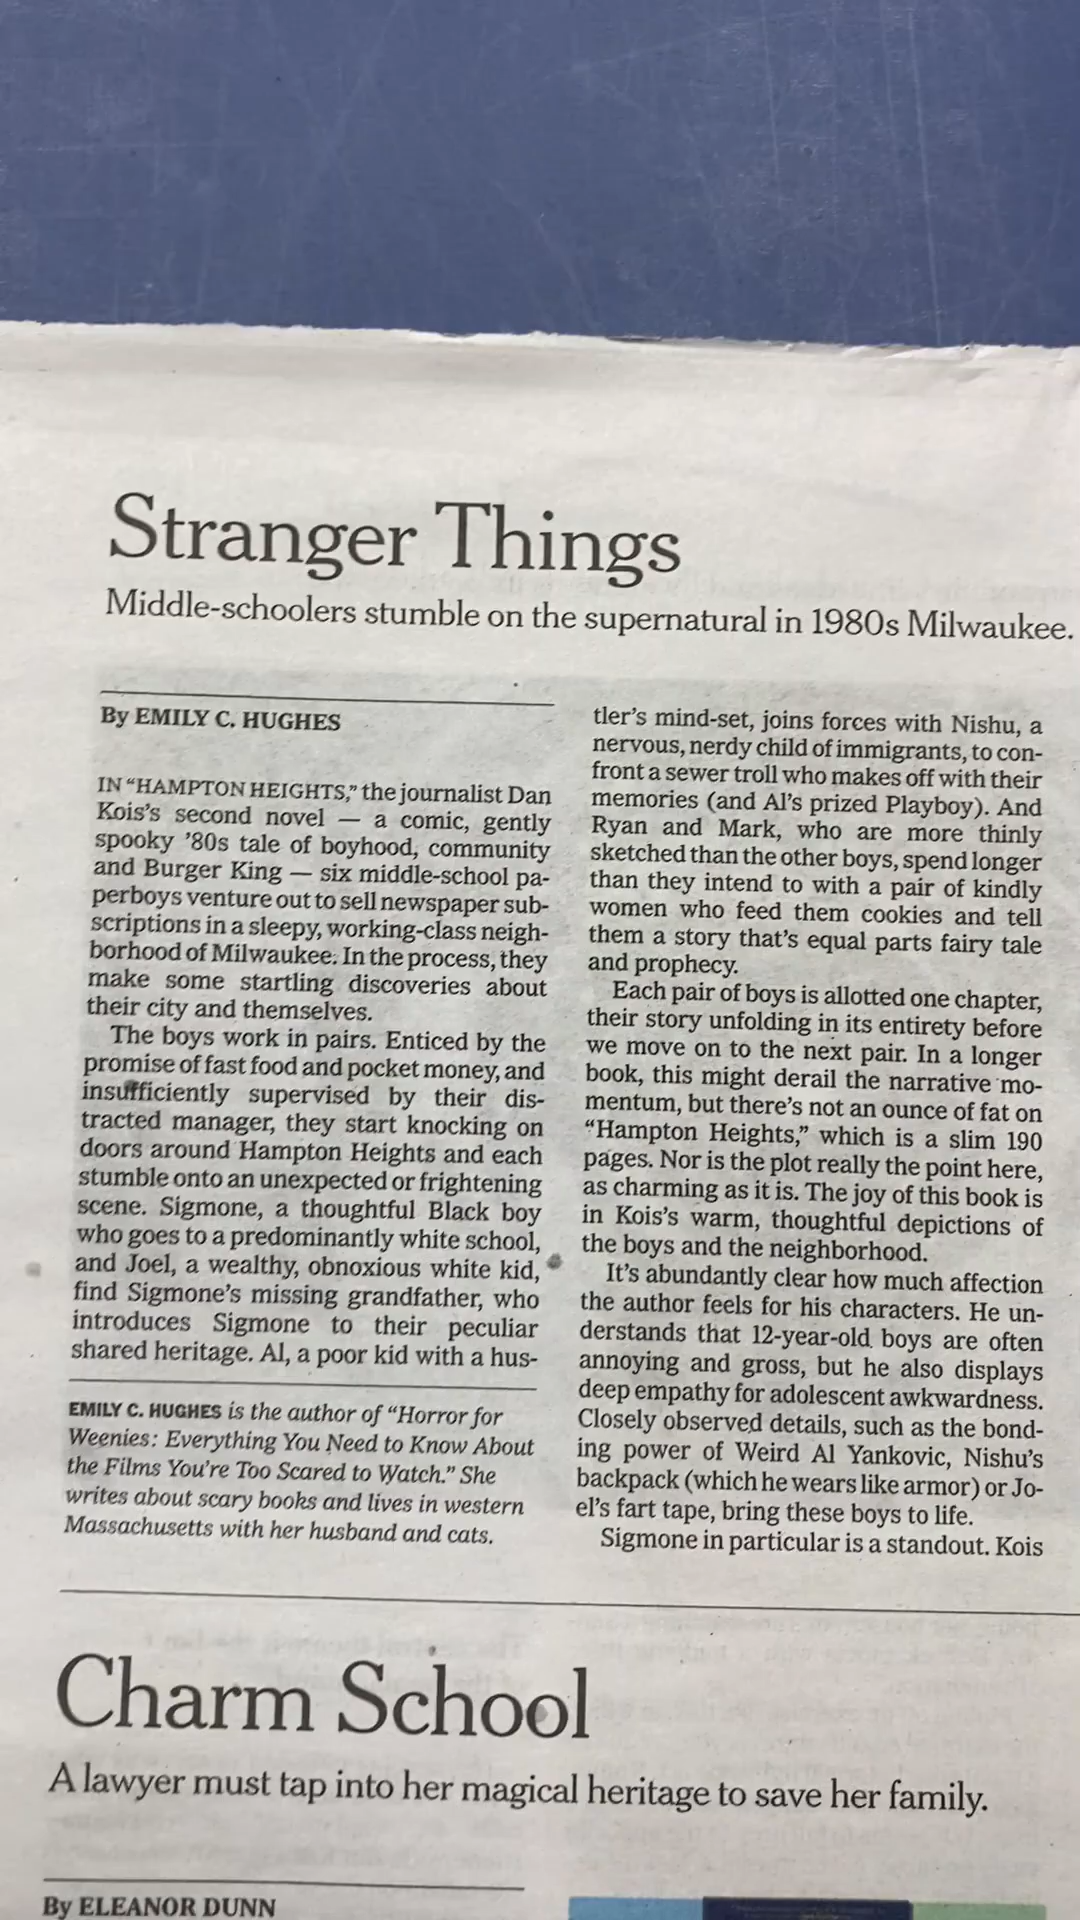 Stranger Things
Middle-schoolers stumble on the supernatural in 1980s Milwaukee.
By EMILY C. HUGHES
IN “HAMPTON HEIGHTS,” the journalist Dan
Kois’s second novel — a comic, gently
spooky ’80s tale of boyhood, community
and Burger King — six middle-school pa-
perboys venture out to sell newspaper sub-
scriptions in a sleepy, working-class neigh-
borhood of Milwaukee. In the process, they
make some startling discoveries about
their city and themselves.
The boys work in pairs. Enticed by the
promise of fast food and pocket money, and
insufficiently supervised by their dis-
tracted manager, they start knocking on
doors around Hampton Heights and each
stumble onto an unexpected or frightening
scene. Sigmone, a thoughtful Black boy
who goes to a predominantly white school,
and Joel, a wealthy, obnoxious white kid,
find Sigmone’s missing grandfather, who
introduces Sigmone to their peculiar
shared heritage. Al, a poor kid with a hus-
EMILY C. HUGHES is the author of “Horror for
Weenies: Everything You Need to Know About
the Films You’re Too Scared to Watch.” She
writes about scary books and lives in western
Massachusetts with her husband and cats.
tler’s mind-set, joins forces with Nishu, a
nervous, nerdy child of immigrants, to con-
front a sewer troll who makes off with their
memories (and Al’s prized Playboy). And
Ryan and Mark, who are more thinly
sketched than the other boys, spend longer
than they intend to with a pair of kindly
women who feed them cookies and tell
them a story that’s equal parts fairy tale
and prophecy.
Each pair of boys is allotted one chapter,
their story unfolding in its entirety before
we move on to the next pair. In a longer
book, this might derail the narrative mo-
mentum, but there’s not an ounce of fat on
“Hampton Heights,” which is a slim 190
pages. Nor is the plot really the point here,
as charming as it is. The joy of this book is
in Kois’s warm, thoughtful depictions of
the boys and the neighborhood.
It’s abundantly clear how much affection
the author feels for his characters. He un-
derstands that 12-year-old boys are often
annoying and gross, but he also displays
deep empathy for adolescent awkwardness.
Closely observed details, such as the bond-
ing power of Weird Al Yankovic, Nishu’s
backpack (which he wears like armor) or Jo-
el’s fart tape, bring these boys to life.
Sigmone in particular is a standout. Kois
Charm School
A lawyer must tap into her magical heritage to save her family.
By ELEANOR DUNN